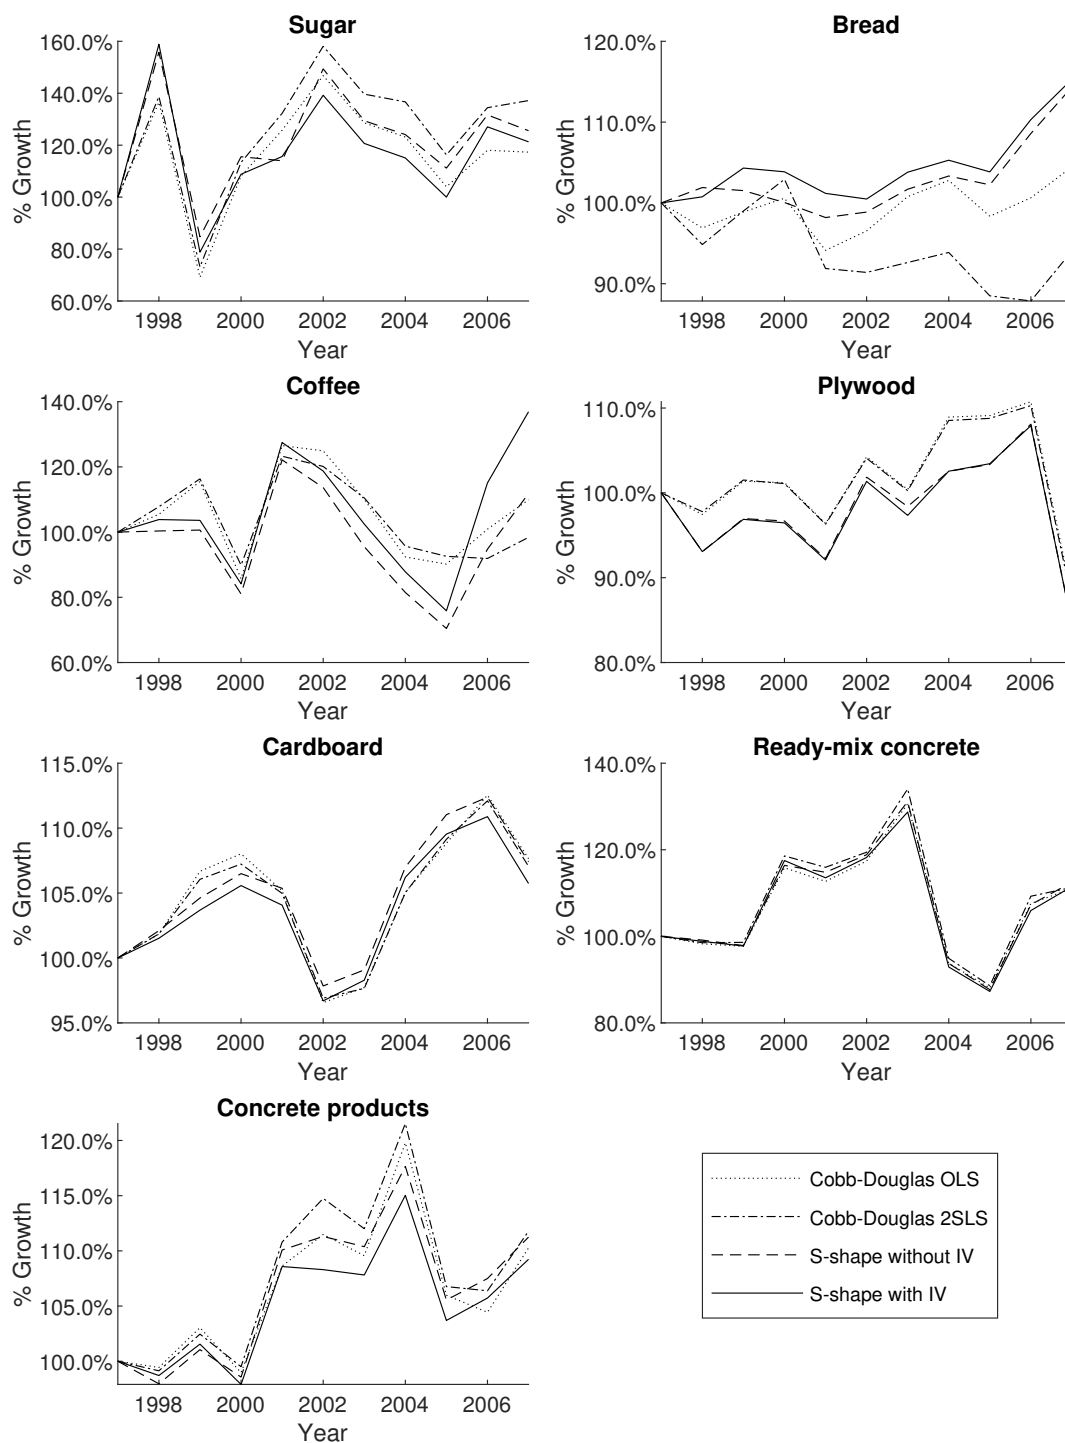 Sugar
160.0%
140.0%
120.0%
100.0%
80.0%
60.0%
% Growth
1998 2000 2002 2004 2006
Year
Bread
120.0%
110.0%
100.0%
90.0%
% Growth
1998 2000 2002 2004 2006
Year
Coffee
140.0%
120.0%
100.0%
80.0%
60.0%
% Growth
1998 2000 2002 2004 2006
Year
Plywood
110.0%
100.0%
90.0%
80.0%
% Growth
1998 2000 2002 2004 2006
Year
Cardboard
115.0%
110.0%
105.0%
100.0%
95.0%
% Growth
1998 2000 2002 2004 2006
Year
Ready-mix concrete
140.0%
120.0%
100.0%
80.0%
% Growth
1998 2000 2002 2004 2006
Year
Concrete products
120.0%
115.0%
110.0%
105.0%
100.0%
% Growth
1998 2000 2002 2004 2006
Year
Cobb-Douglas OLS
Cobb-Douglas 2SLS
S-shape without IV
S-shape with IV